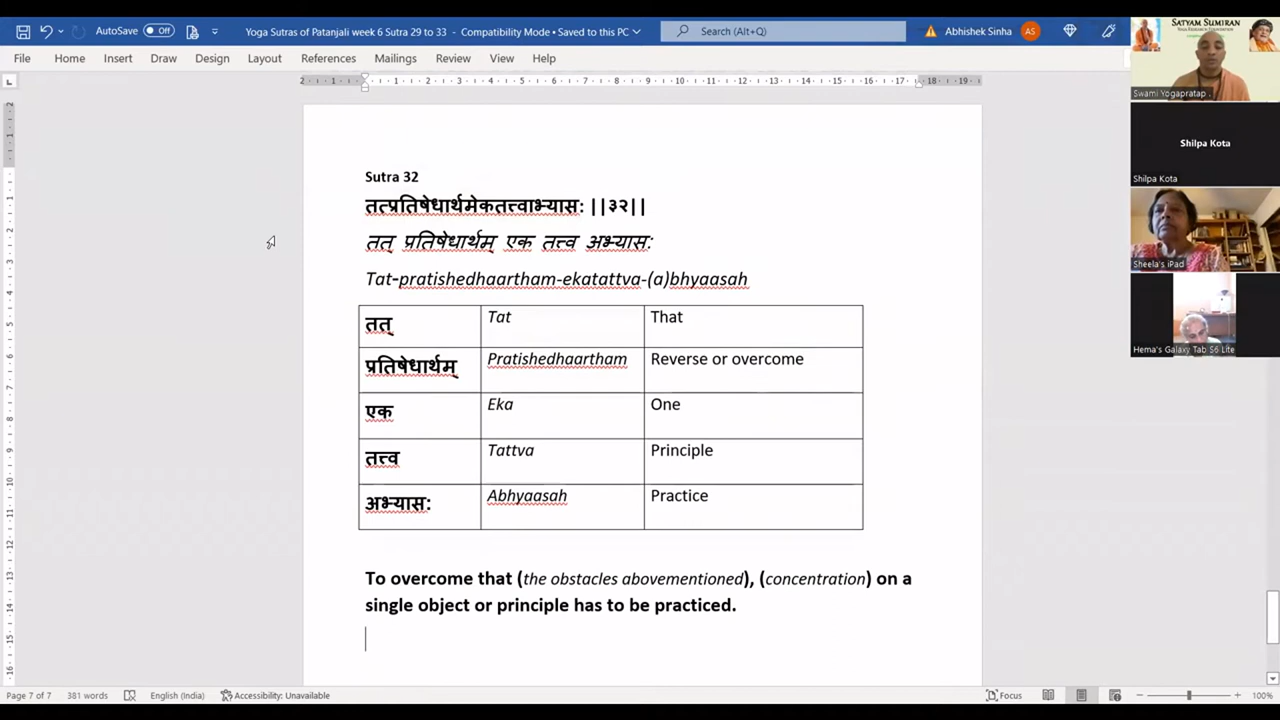 AutoSave Off
Yoga Sutras of Patanjali week 6 Sutra 29 to 33 - Compatibility Mode • Saved to this PC
Search (Alt+Q)
Abhishek Sinha AS
File Home Insert Draw Design Layout References Mailings Review View Help
SATYAM SUMIRAN
Swami Yogapratap .
Shilpa Kota
Shilpa Kota
Sheela's iPad
Hema's Galaxy Tab S6 Lite
Sutra 32
तत्प्रतिषेधार्थमेकतत्त्वाभ्यास: ||३२||
तत् प्रतिषेधार्थम् एक तत्त्व अभ्यास:
Tat-pratishedhaartham-ekatattva-(a)bhyaasah
तत् Tat That
प्रतिषेधार्थम् Pratishedhaartham Reverse or overcome
एक Eka One
तत्त्व Tattva Principle
अभ्यास: Abhyaasah Practice
To overcome that (the obstacles abovementioned), (concentration) on a
single object or principle has to be practiced.
Page 7 of 7 381 words English (India) Accessibility: Unavailable Focus 100%